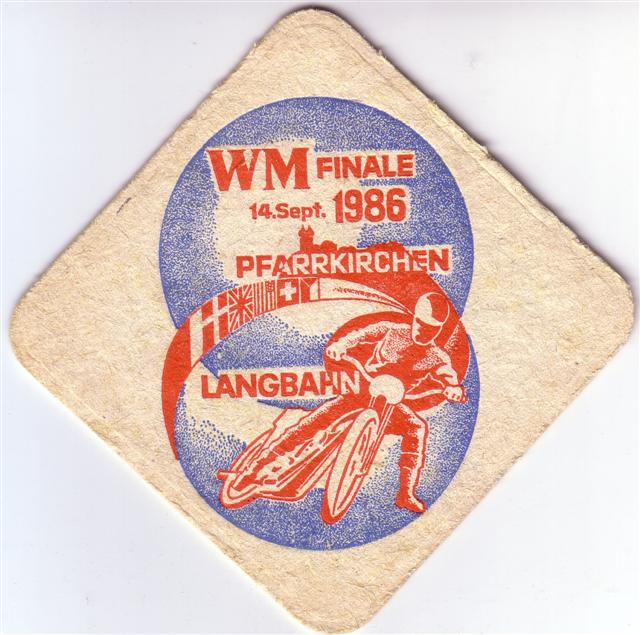 WM FINALE
14.Sept. 1986
PFARRKIRCHEN
LANGBAHN